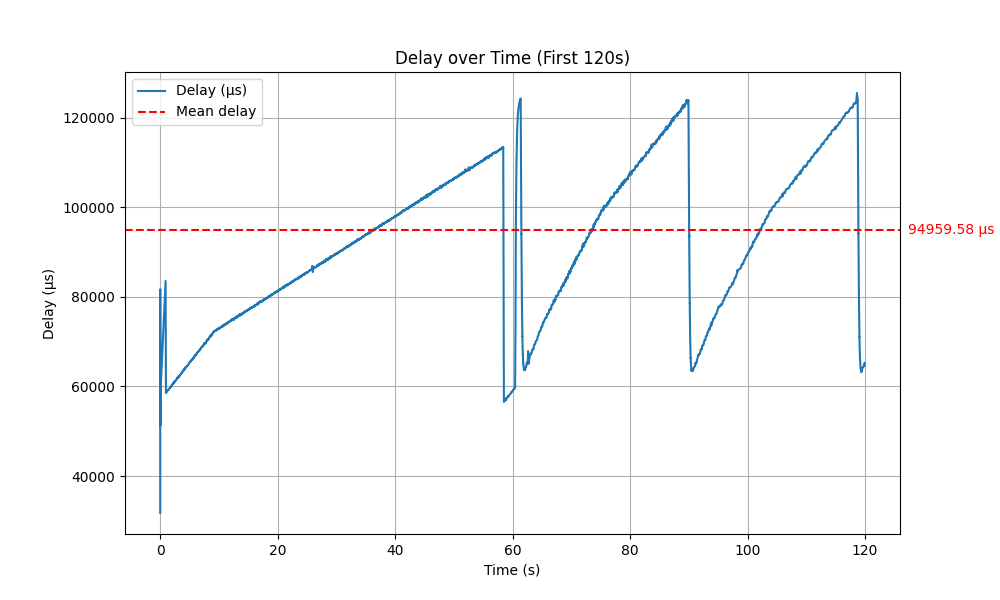 Delay over Time (First 120s)
Delay (µs)
Mean delay
120000
100000
80000
60000
40000
Delay (µs)
94959.58 µs
0 20 40 60 80 100 120
Time (s)